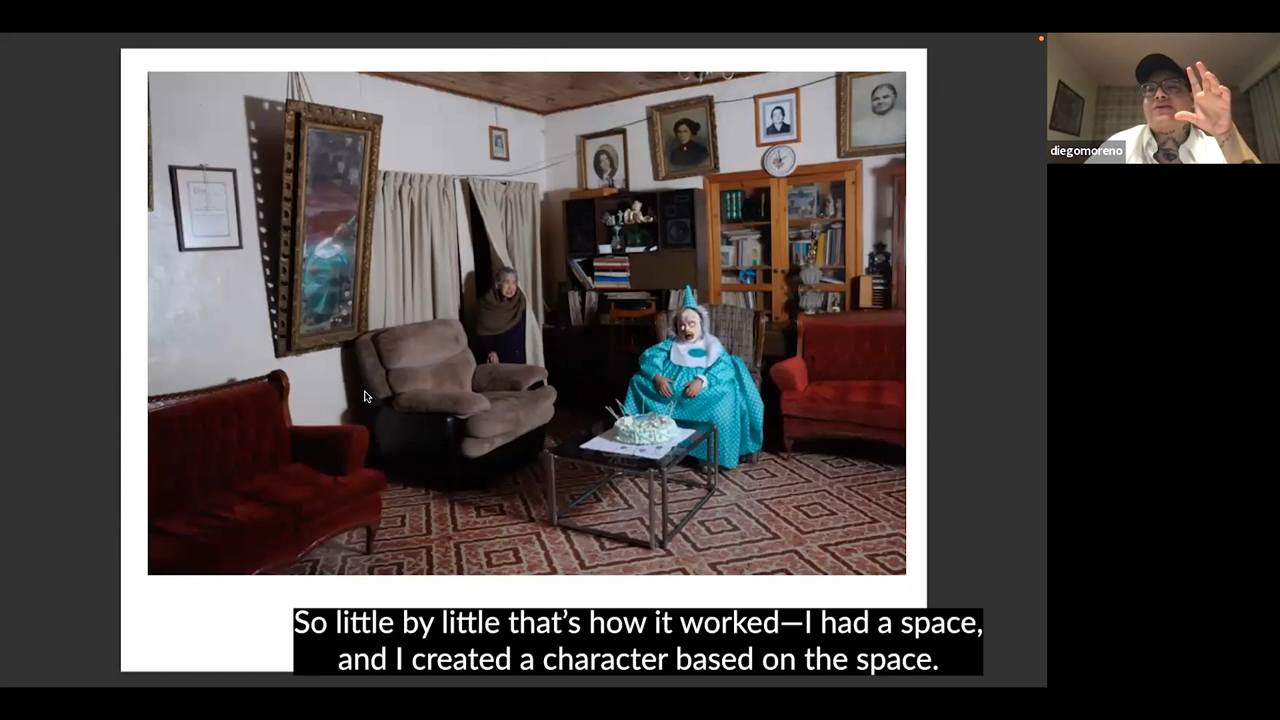 diegomoreno
So little by little that’s how it worked—I had a space,
and I created a character based on the space.